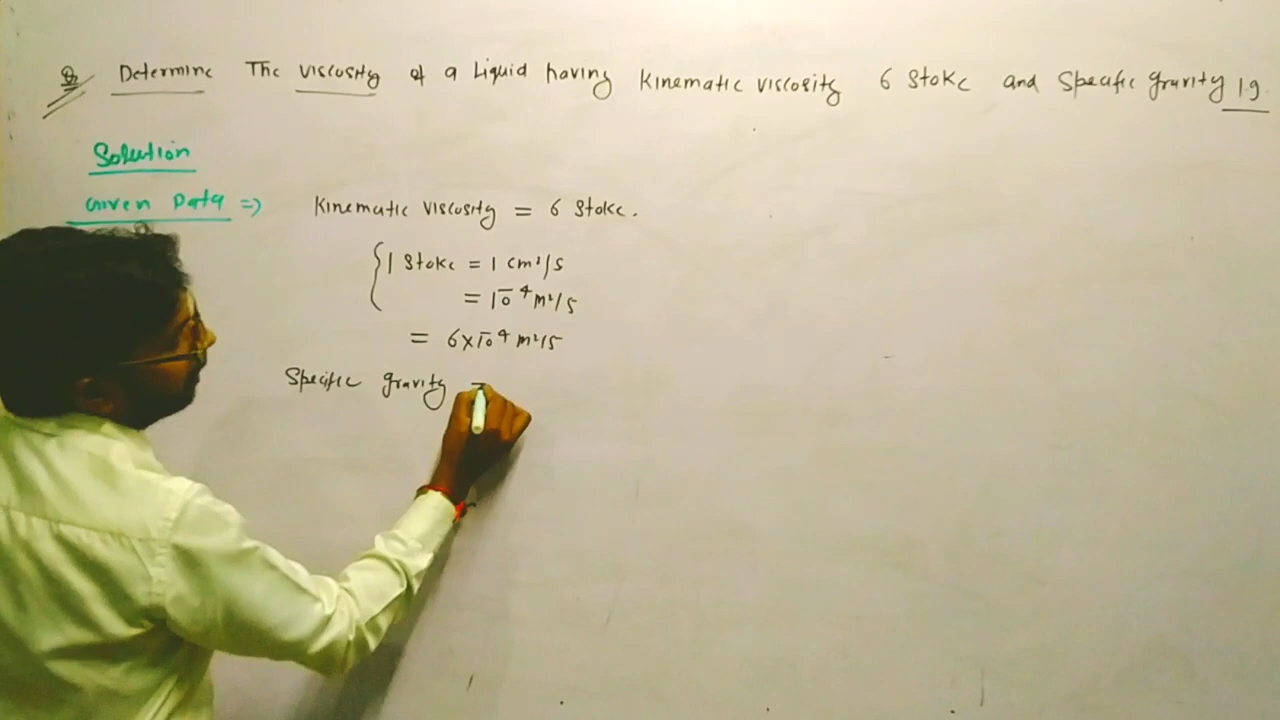 Q Determine The viscosity of a Liquid having Kinematic viscosity 6 Stoke and Specific gravity 1.9
Solution
Given Data => Kinematic viscosity = 6 Stoke.
{1 Stoke = 1 cm²/s
= 10⁻⁴ m²/s
= 6×10⁻⁴ m²/s
Specific gravity =